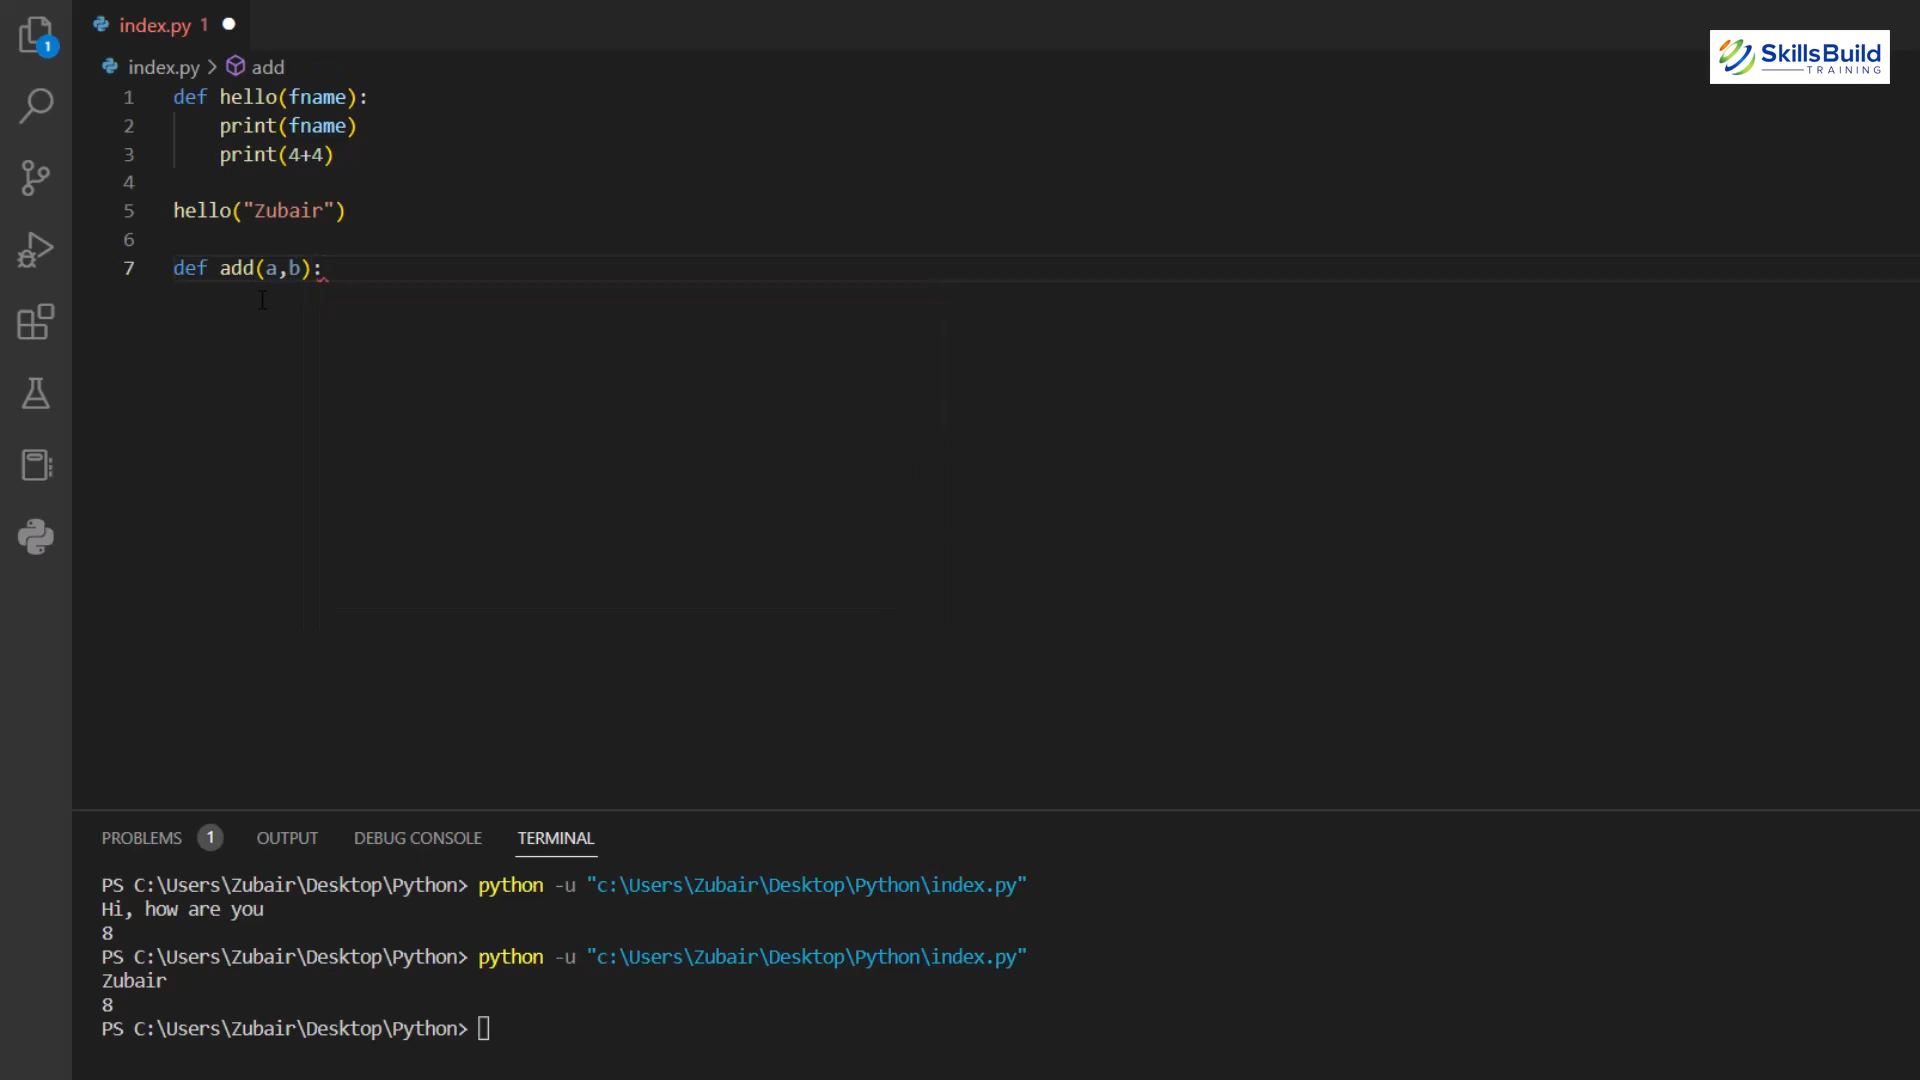 index.py 1
1
index.py > add
SkillsBuild
TRAINING
1 def hello(fname):
2     print(fname)
3     print(4+4)
4
5 hello("Zubair")
6
7 def add(a,b):
PROBLEMS 1 OUTPUT DEBUG CONSOLE TERMINAL
PS C:\Users\Zubair\Desktop\Python> python -u "c:\Users\Zubair\Desktop\Python\index.py"
Hi, how are you
8
PS C:\Users\Zubair\Desktop\Python> python -u "c:\Users\Zubair\Desktop\Python\index.py"
Zubair
8
PS C:\Users\Zubair\Desktop\Python>